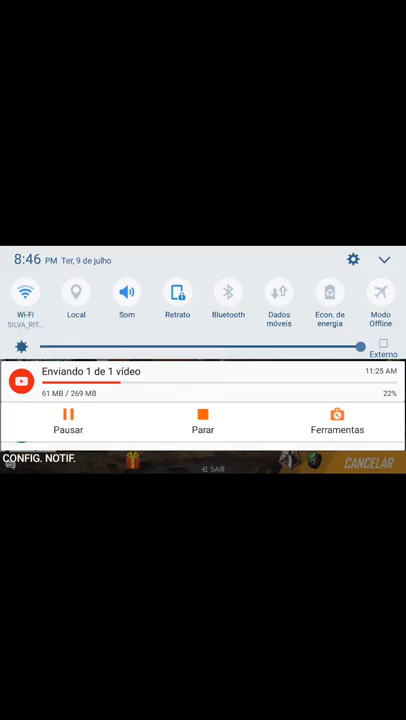 8:46 PM Ter, 9 de julho
Wi-Fi
SILVA_RIT...
Local
Som
Retrato
Bluetooth
Dados
móveis
Econ. de
energia
Modo
Offline
Externo
Enviando 1 de 1 vídeo 11:25 AM
61 MB / 269 MB 22%
Pausar Parar Ferramentas
CONFIG. NOTIF.
SAIR
CANCELAR